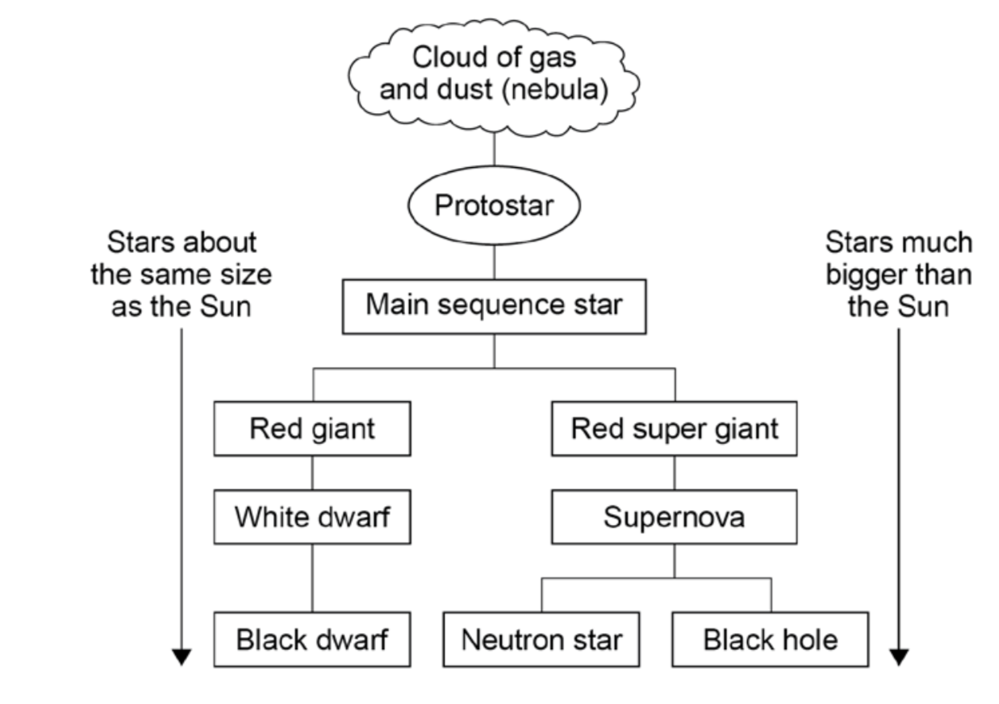 Cloud of gas
and dust (nebula)
Protostar
Stars about
the same size
as the Sun
Stars much
bigger than
the Sun
Main sequence star
Red giant
Red super giant
White dwarf
Supernova
Black dwarf
Neutron star
Black hole